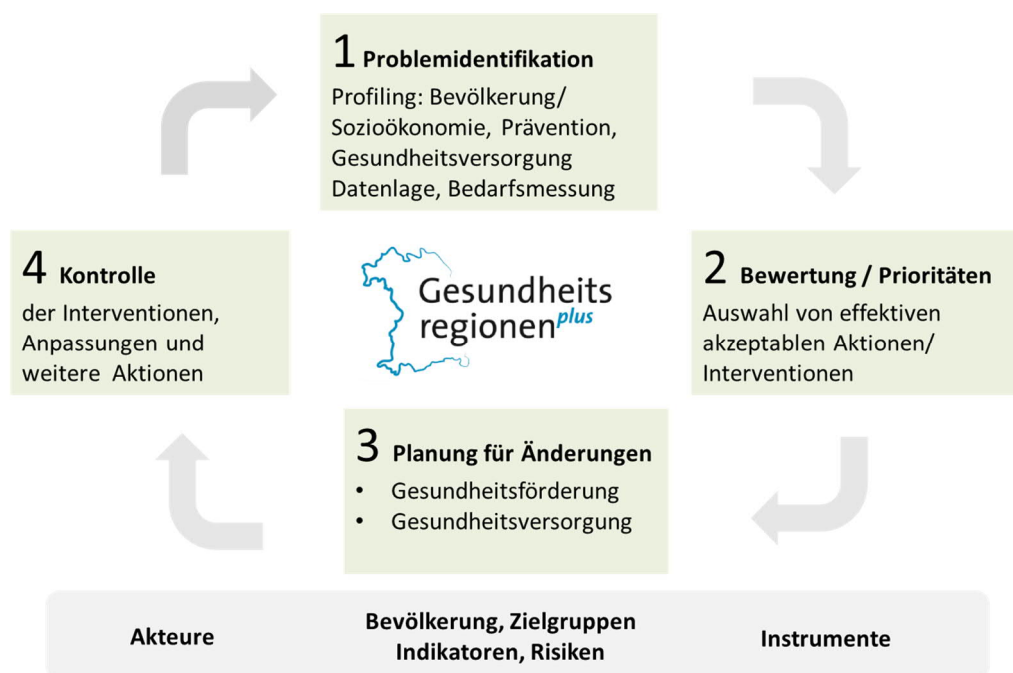 1 Problemidentifikation
Profiling: Bevölkerung/
Sozioökonomie, Prävention,
Gesundheitsversorgung
Datenlage, Bedarfsmessung
2 Bewertung / Prioritäten
Auswahl von effektiven
akzeptablen Aktionen/
Interventionen
3 Planung für Änderungen
• Gesundheitsförderung
• Gesundheitsversorgung
4 Kontrolle
der Interventionen,
Anpassungen und
weitere Aktionen
Gesundheits
regionen plus
Akteure
Bevölkerung, Zielgruppen
Indikatoren, Risiken
Instrumente